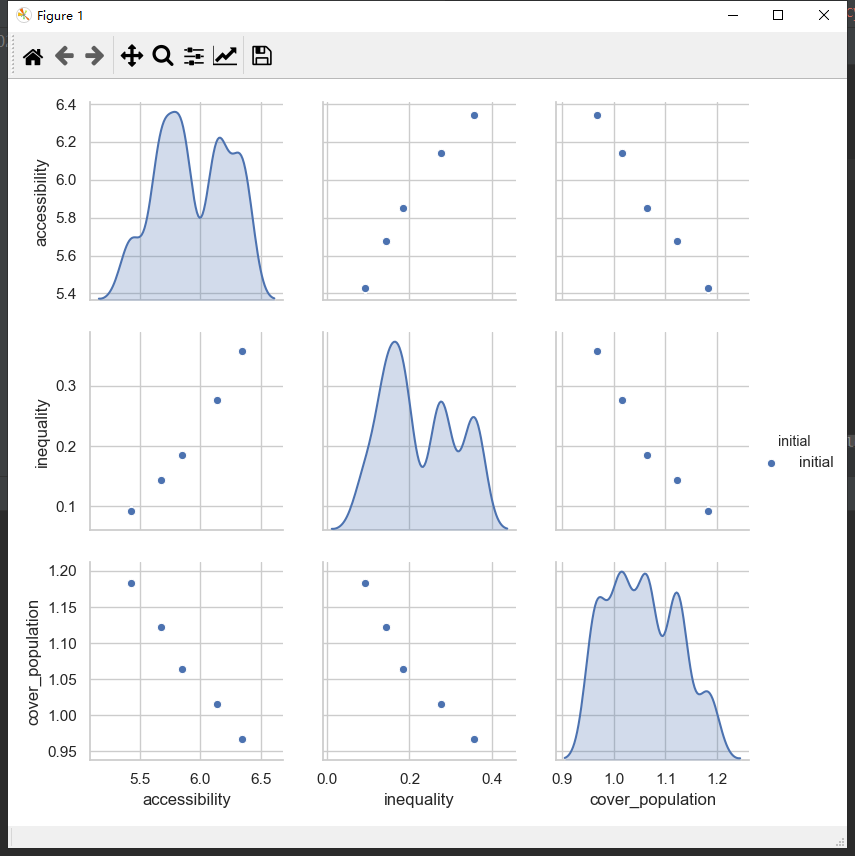 Figure 1
6.4
6.2
6.0
5.8
5.6
5.4
accessibility
0.3
0.2
0.1
inequality
initial
initial
1.20
1.15
1.10
1.05
1.00
0.95
cover_population
5.5 6.0 6.5
0.0 0.2 0.4
0.9 1.0 1.1 1.2
accessibility
inequality
cover_population